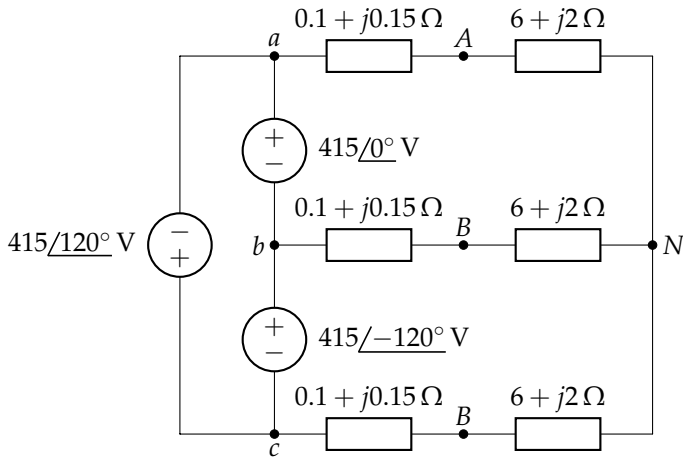 0.1 + j0.15 Ω 6 + j2 Ω
a A
+
−
415/0° V
0.1 + j0.15 Ω 6 + j2 Ω
415/120° V − + b B N
+
−
415/−120° V
0.1 + j0.15 Ω 6 + j2 Ω
B
c